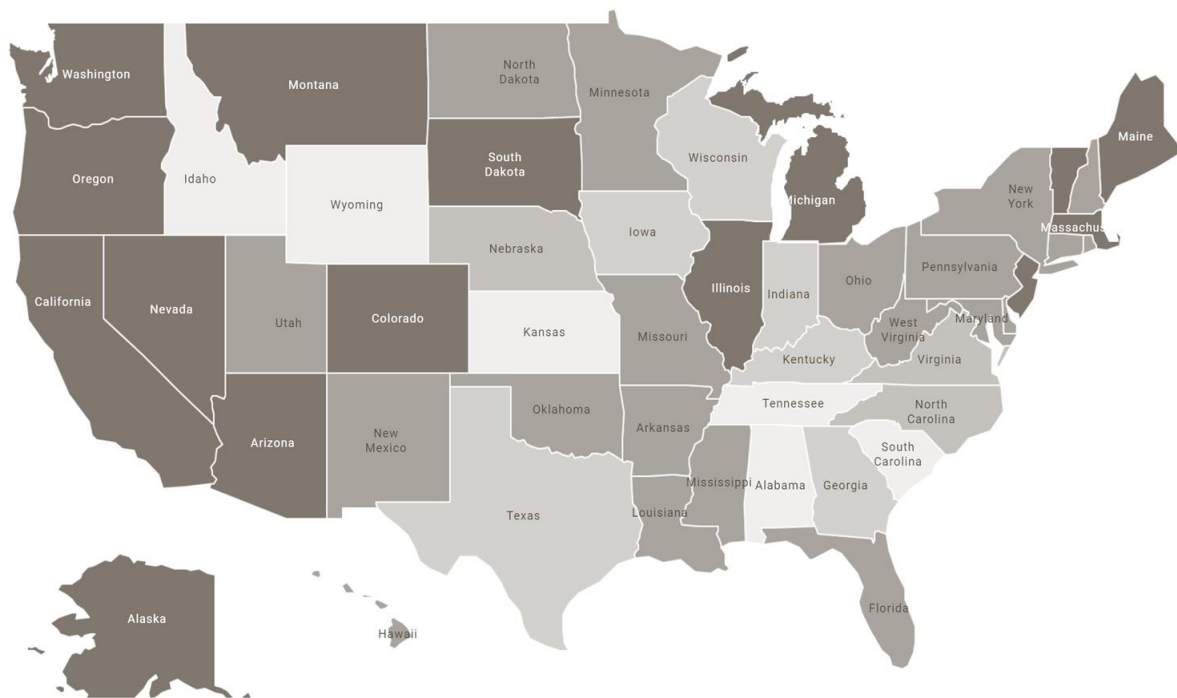 Washington
Montana
North
Dakota
Minnesota
Maine
Oregon
Idaho
South
Dakota
Wisconsin
Wyoming
Michigan
New
York
Massachus
Nebraska
Iowa
California
Nevada
Utah
Colorado
Illinois
Indiana
Ohio
Pennsylvania
Kansas
Missouri
West
Virginia
Maryland
Kentucky
Virginia
Tennessee
North
Carolina
Arizona
New
Mexico
Oklahoma
Arkansas
South
Carolina
Mississippi
Alabama
Georgia
Texas
Louisiana
Florida
Alaska
Hawaii